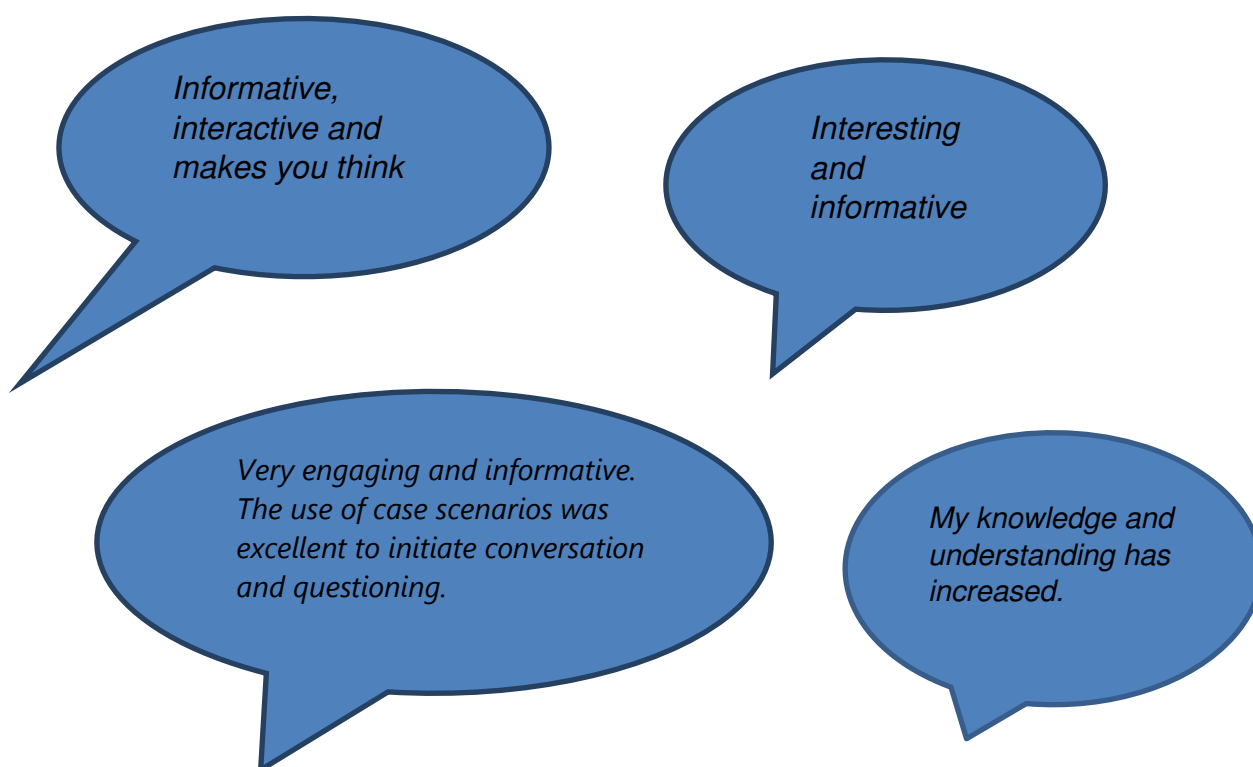 Informative,
interactive and
makes you think
Interesting
and
informative
Very engaging and informative.
The use of case scenarios was
excellent to initiate conversation
and questioning.
My knowledge and
understanding has
increased.